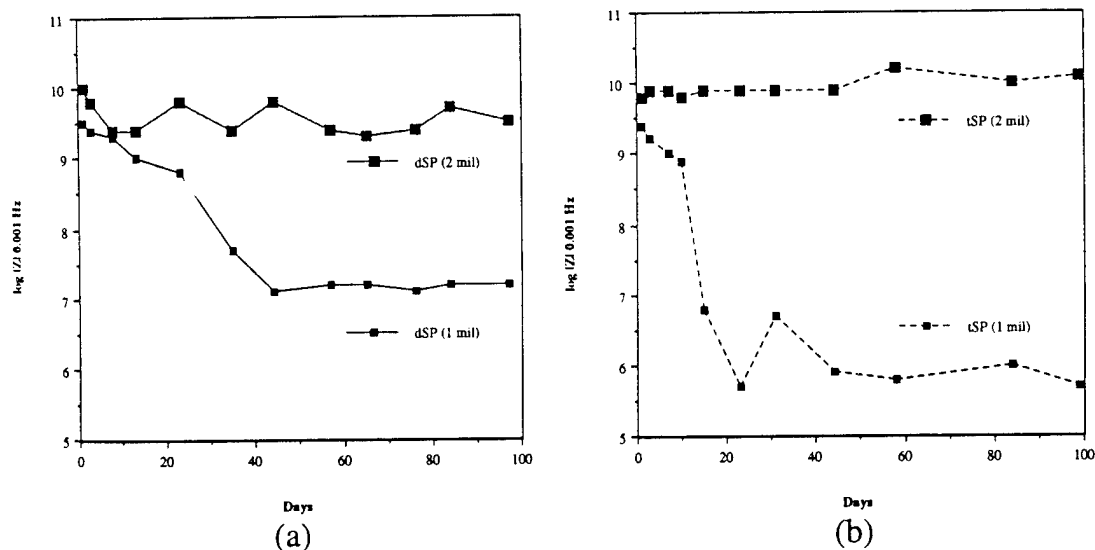 11
10
9
8
7
6
5
0 20 40 60 80 100
log |Z| 0.001 Hz
Days
dSP (2 mil)
dSP (1 mil)
(a)
11
10
9
8
7
6
5
0 20 40 60 80 100
log |Z| 0.001 Hz
Days
tSP (2 mil)
tSP (1 mil)
(b)